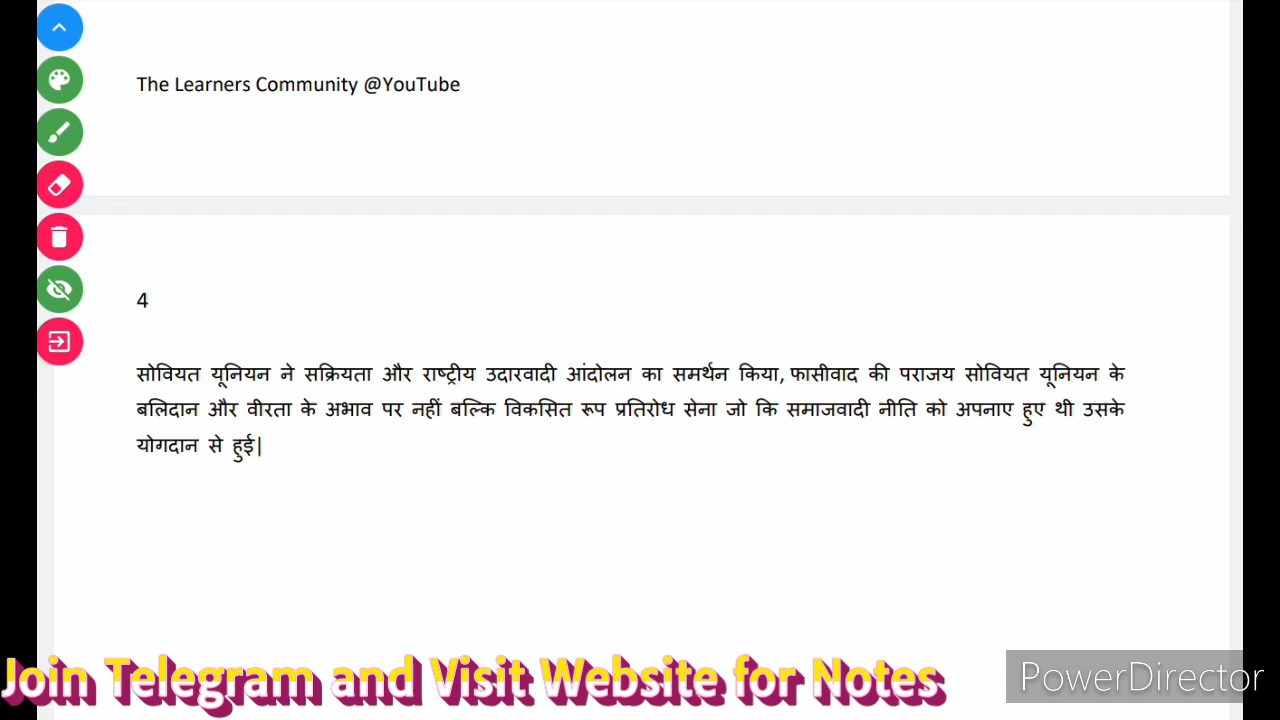 The Learners Community @YouTube
4
सोवियत यूनियन ने सक्रियता और राष्ट्रीय उदारवादी आंदोलन का समर्थन किया, फासीवाद की पराजय सोवियत यूनियन के
बलिदान और वीरता के अभाव पर नहीं बल्कि विकसित रूप प्रतिरोध सेना जो कि समाजवादी नीति को अपनाए हुए थी उसके
योगदान से हुई|
Join Telegram and Visit Website for Notes
PowerDirector